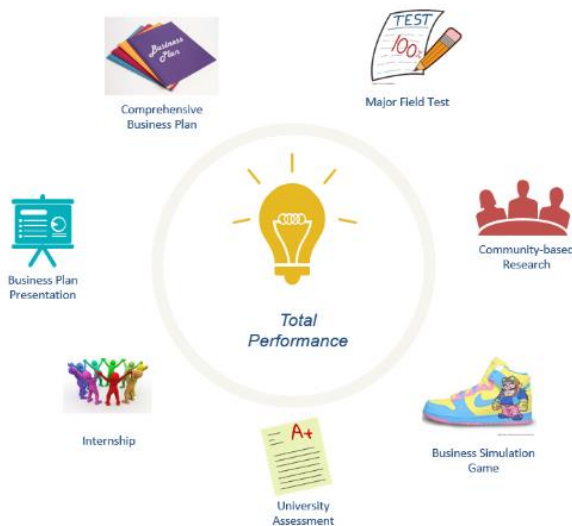 Business
Plan
Comprehensive
Business Plan
TEST
100%
Major Field Test
Community-based
Research
Business Plan
Presentation
Total
Performance
Internship
A+
University
Assessment
Business Simulation
Game